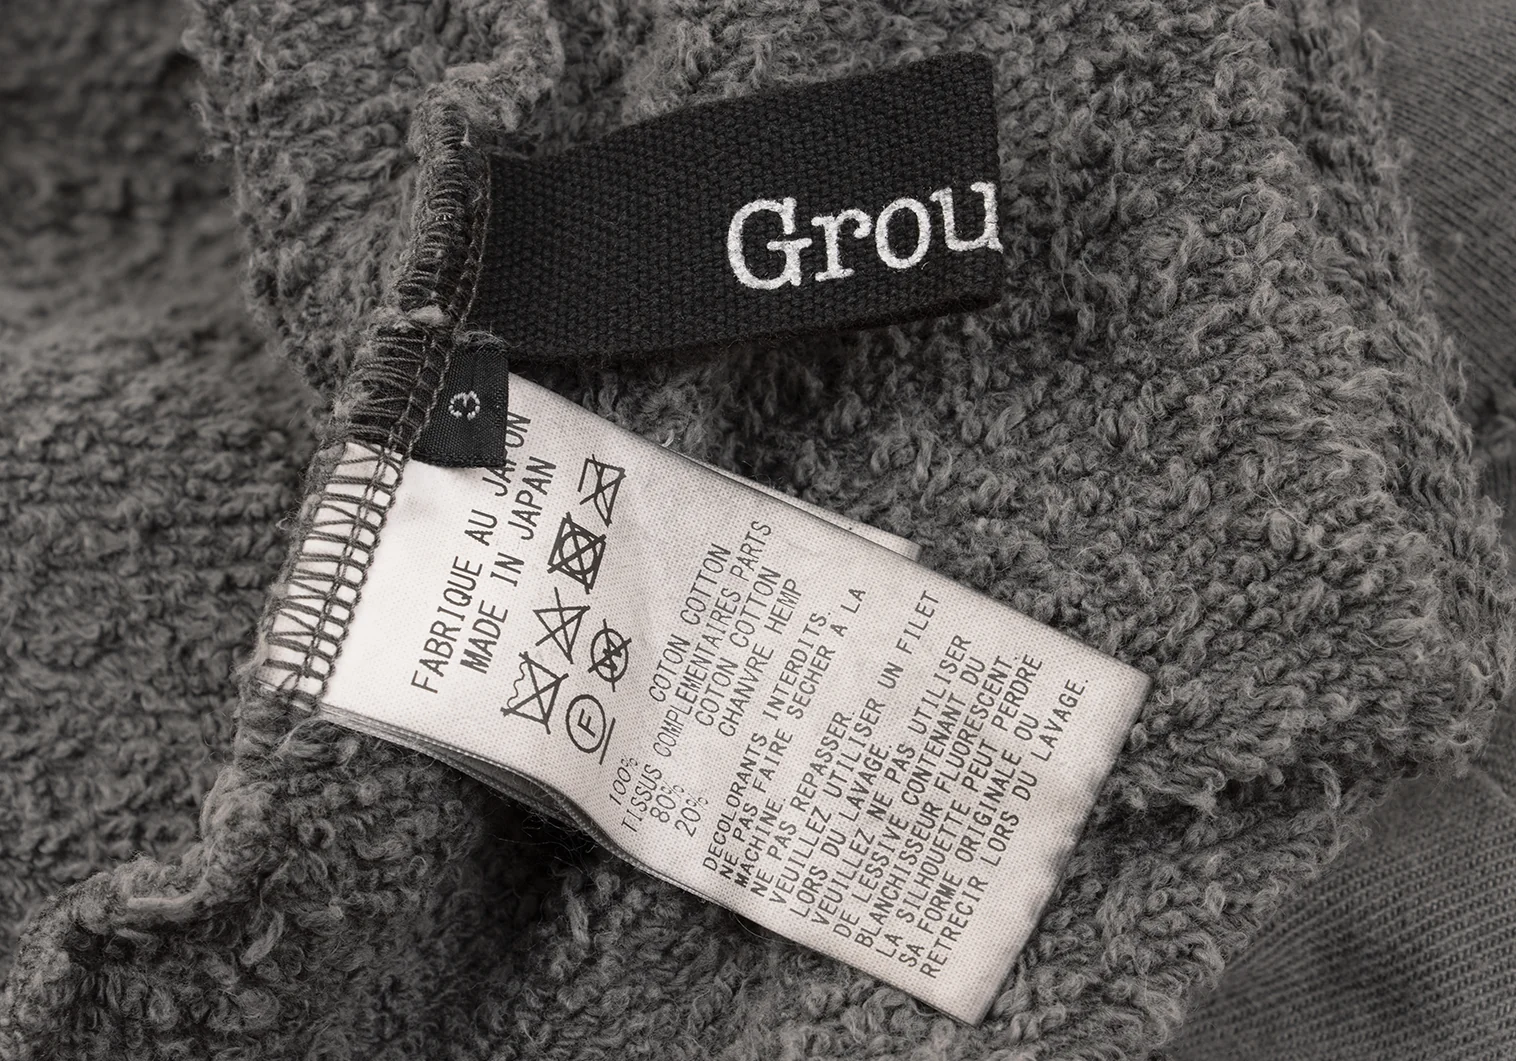 Grou
3
FABRIQUE AU JAPON
MADE IN JAPAN
F
W
100% COTON COTTON
TISSUS COMPLEMENTAIRES PARTS
80% COTON COTTON
20% CHANVRE HEMP
DECOLORANTS INTERDITS.
NE PAS FAIRE SECHER À LA
MACHINE.
NE PAS REPASSER.
VEUILLEZ UTILISER UN FILET
LORS DU LAVAGE.
VEUILLEZ NE PAS UTILISER
DE LESSIVE CONTENANT DU
BLANCHISSEUR FLUORESCENT
LA SILHOUETTE PEUT PERDRE
SA FORME ORIGINALE OU
RETRECIR LORS DU LAVAGE.